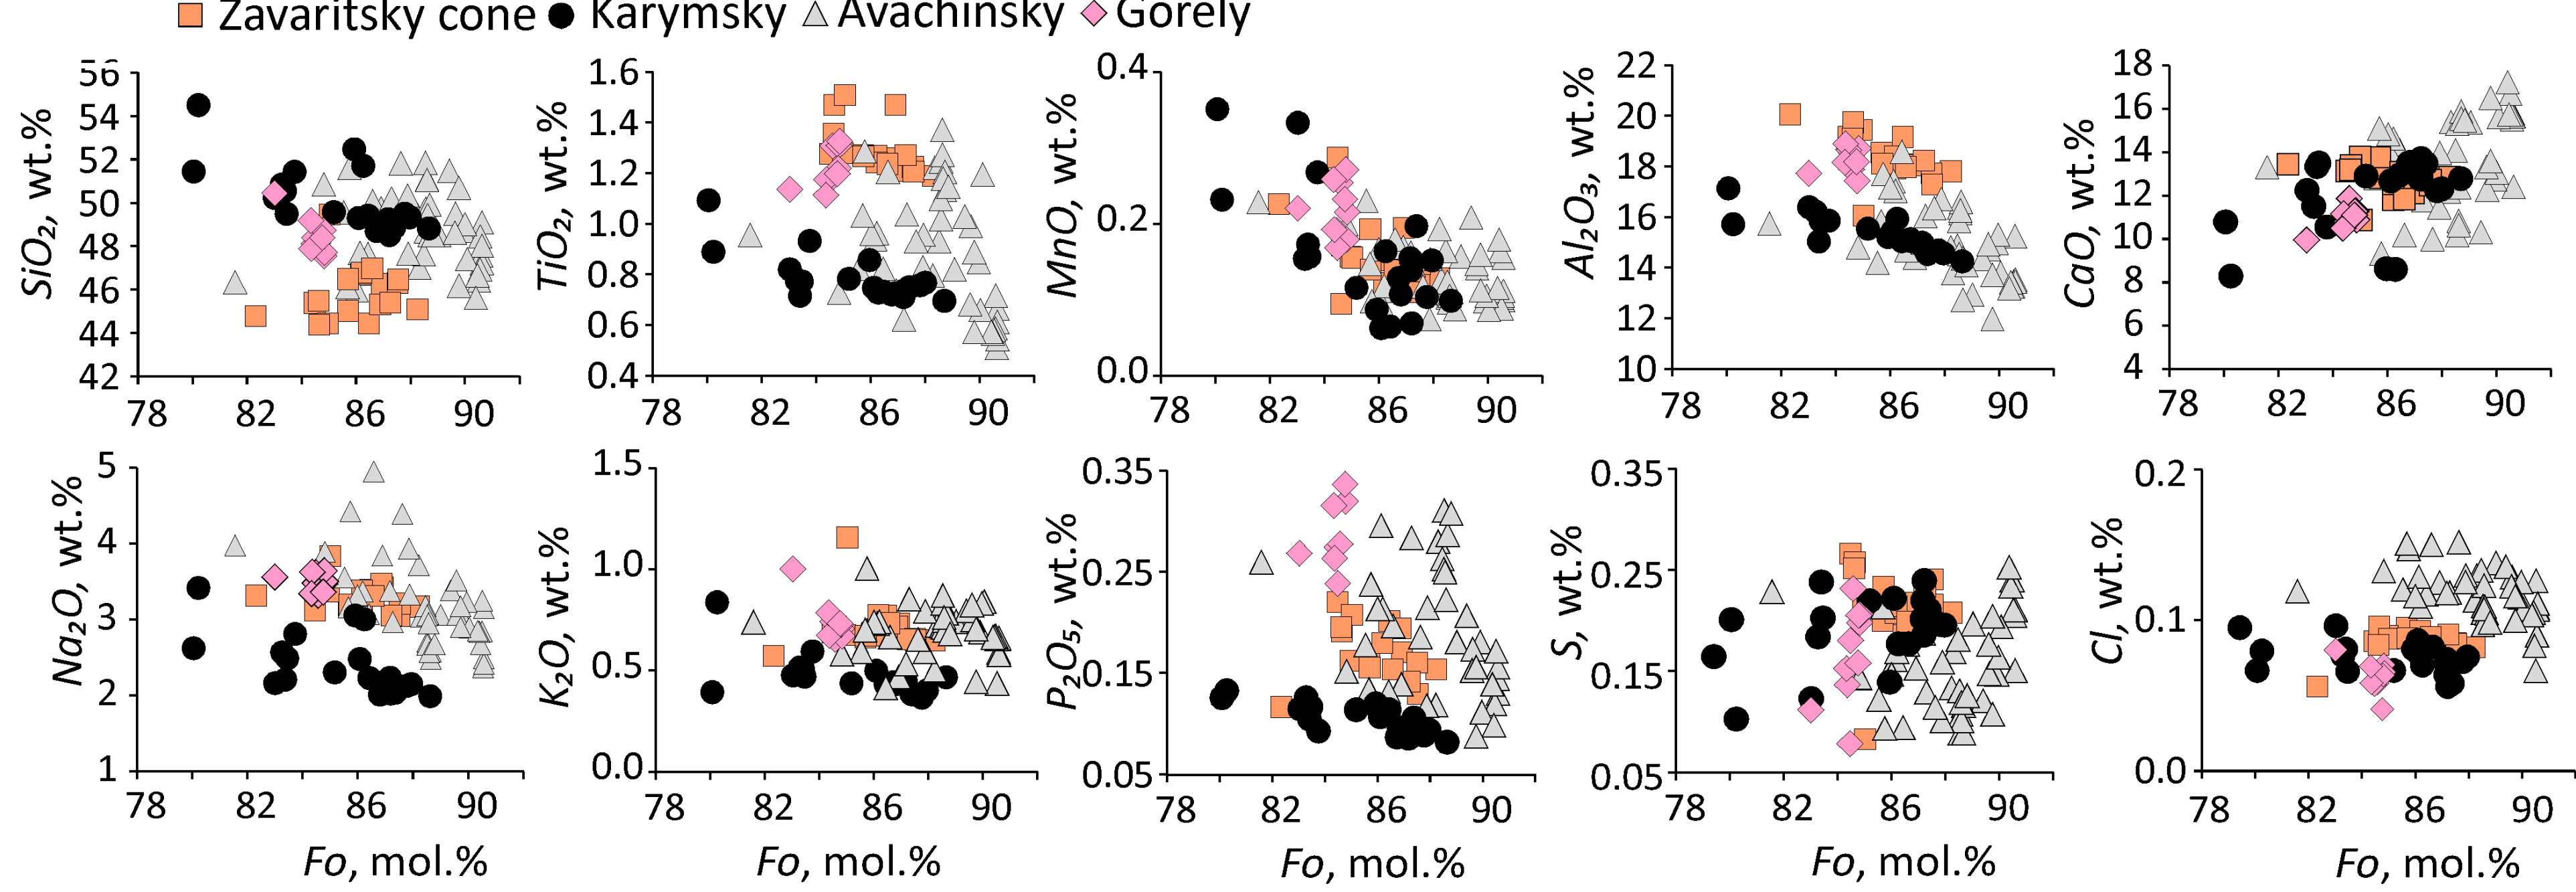 Zavaritsky cone Karymsky Avachinsky Gorely
SiO₂, wt.%
56
54
52
50
48
46
44
42
78 82 86 90
TiO₂, wt.%
1.6
1.4
1.2
1.0
0.8
0.6
0.4
78 82 86 90
MnO, wt.%
0.4
0.2
0.0
78 82 86 90
Al₂O₃, wt.%
22
20
18
16
14
12
10
78 82 86 90
CaO, wt.%
18
16
14
12
10
8
6
4
78 82 86 90
Na₂O, wt.%
5
4
3
2
1
78 82 86 90
Fo, mol.%
K₂O, wt.%
1.5
1.0
0.5
0.0
78 82 86 90
Fo, mol.%
P₂O₅, wt.%
0.35
0.25
0.15
0.05
78 82 86 90
Fo, mol.%
S, wt.%
0.35
0.25
0.15
0.05
78 82 86 90
Fo, mol.%
Cl, wt.%
0.2
0.1
0.0
78 82 86 90
Fo, mol.%